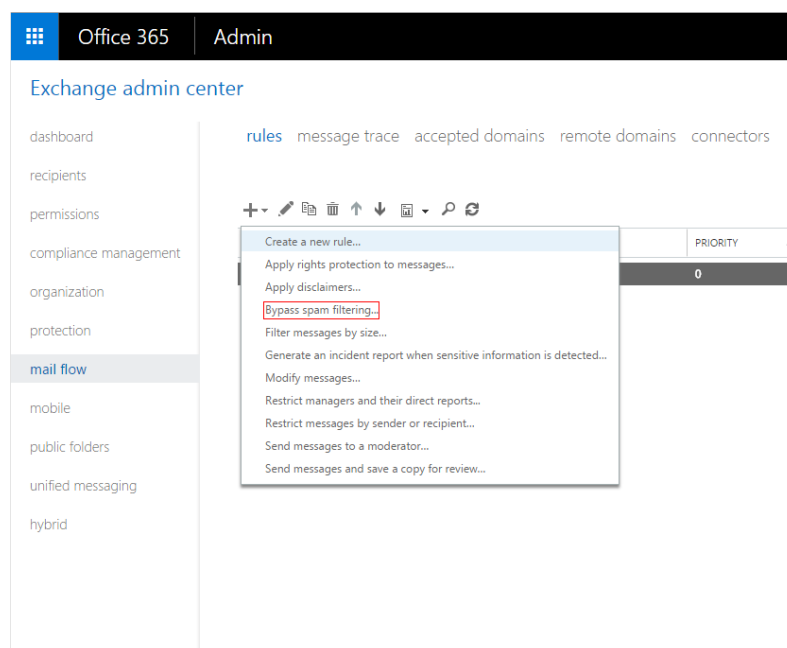 Office 365 Admin
Exchange admin center
dashboard
recipients
permissions
compliance management
organization
protection
mail flow
mobile
public folders
unified messaging
hybrid
rules message trace accepted domains remote domains connectors
Create a new rule...
Apply rights protection to messages...
Apply disclaimers...
Bypass spam filtering...
Filter messages by size...
Generate an incident report when sensitive information is detected...
Modify messages...
Restrict managers and their direct reports...
Restrict messages by sender or recipient...
Send messages to a moderator...
Send messages and save a copy for review...
PRIORITY
0